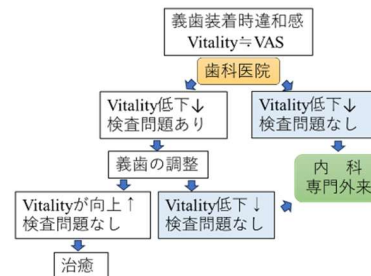 義歯装着時違和感
Vitality≒VAS
歯科医院
Vitality低下↓
検査問題あり
Vitality低下↓
検査問題なし
義歯の調整
内　科
専門外来
Vitalityが向上↑
検査問題なし
Vitality低下↓
検査問題なし
治癒